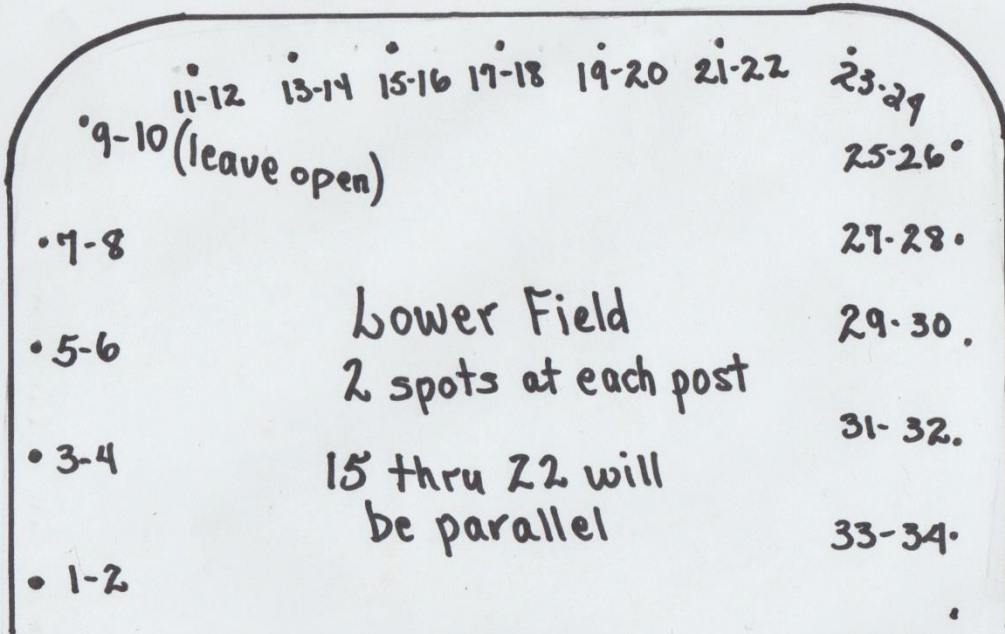 11-12 13-14 15-16 17-18 19-20 21-22 23-24
9-10 (leave open)
25-26
7-8
27-28
Lower Field
29-30
5-6
2 spots at each post
31-32
3-4
15 thru 22 will
be parallel
33-34
1-2